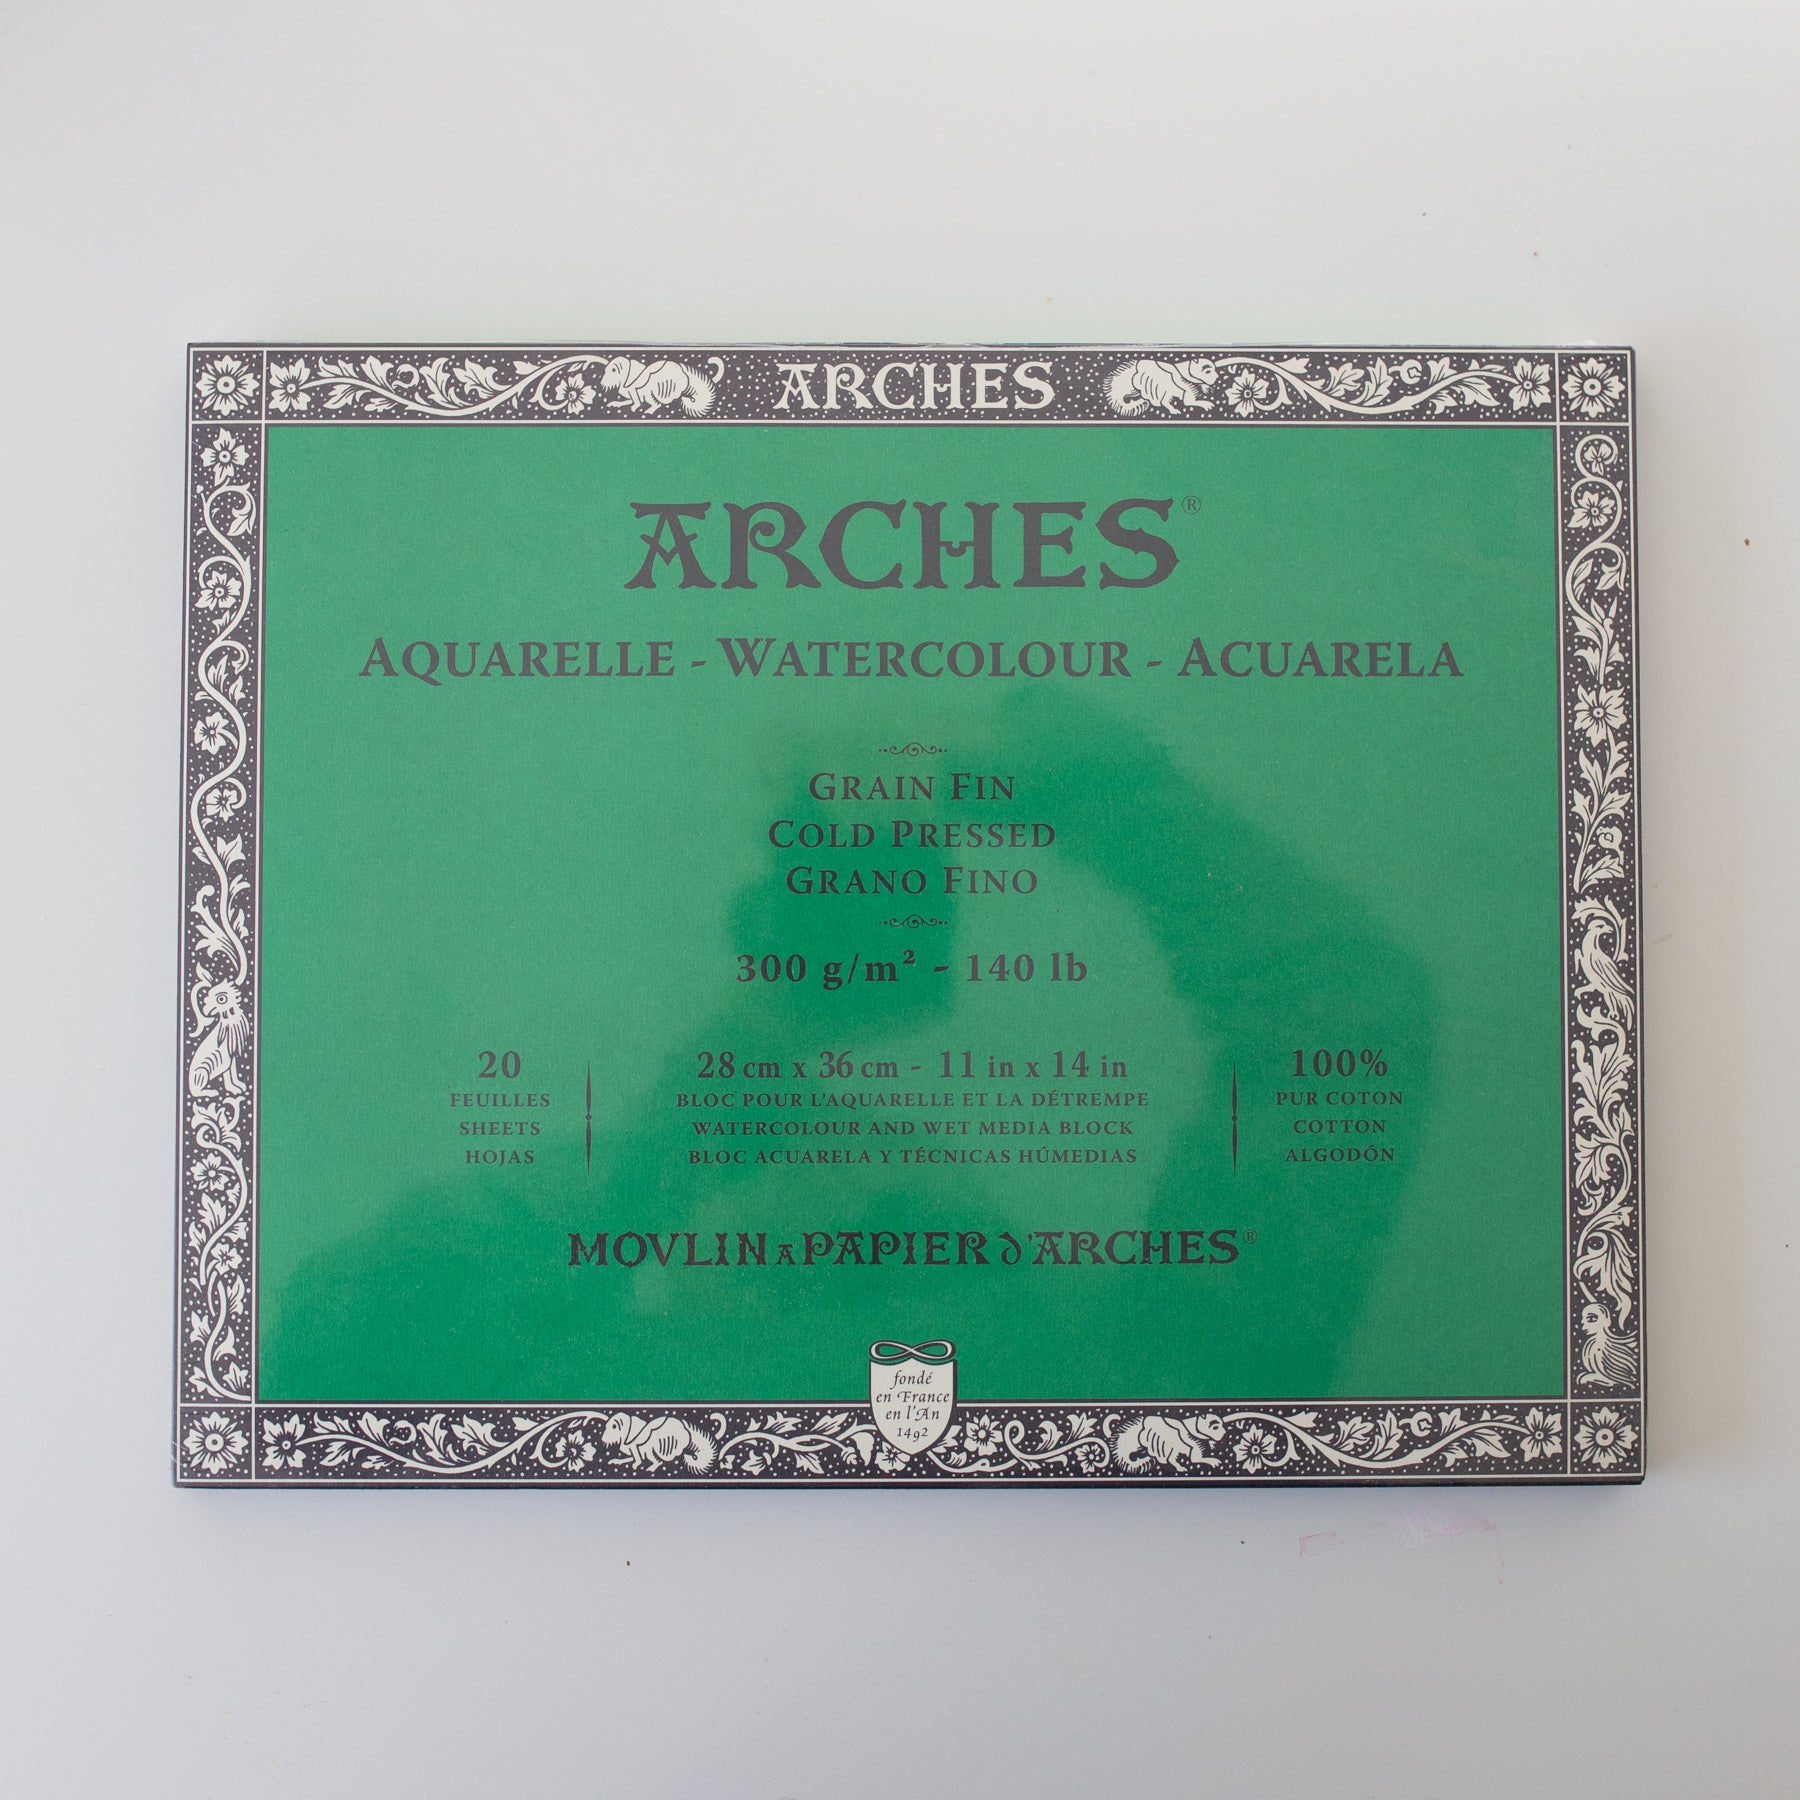 ARCHES
ARCHES®
AQUARELLE - WATERCOLOUR - ACUARELA
GRAIN FIN
COLD PRESSED
GRANO FINO
300 g/m² - 140 lb
20
FEUILLES
SHEETS
HOJAS
28 cm x 36 cm - 11 in x 14 in
BLOC POUR L'AQUARELLE ET LA DÉTREMPE
WATERCOLOUR AND WET MEDIA BLOCK
BLOC ACUARELA Y TÉCNICAS HÚMEDIAS
100%
PUR COTON
COTTON
ALGODÓN
MOVLIN A PAPIER d'ARCHES®
fondé
en France
en l'An
1492